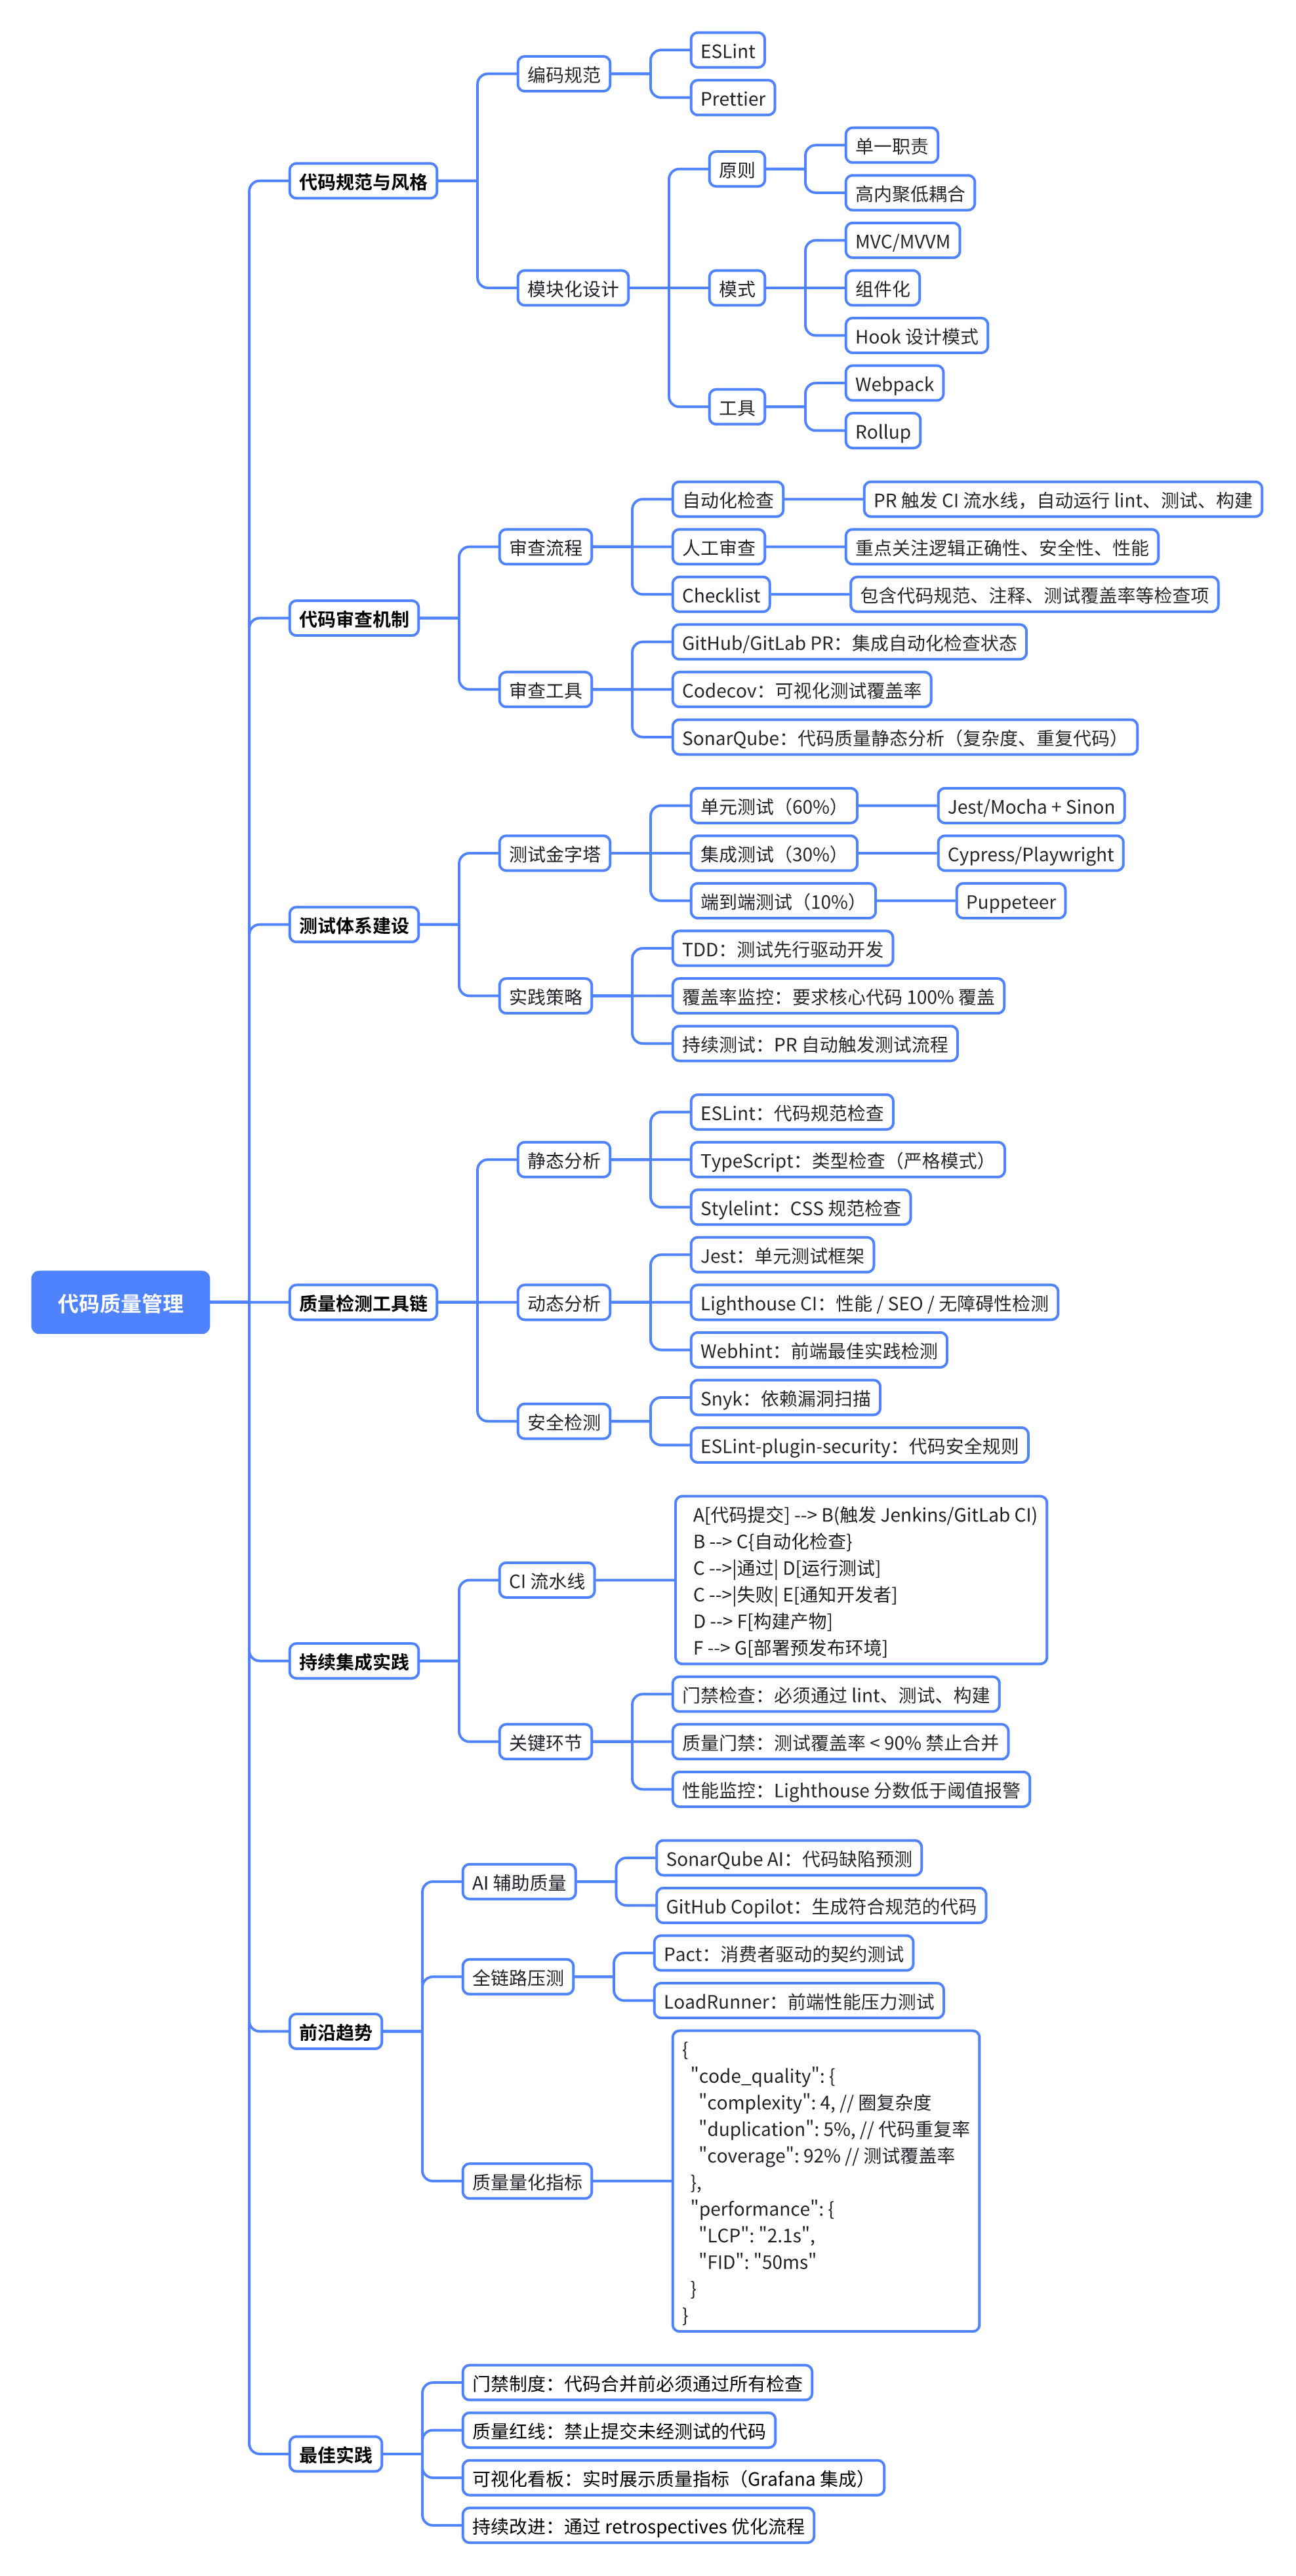 代码质量管理
代码规范与风格
编码规范
ESLint
Prettier
模块化设计
原则
单一职责
高内聚低耦合
模式
MVC/MVVM
组件化
Hook 设计模式
工具
Webpack
Rollup
代码审查机制
审查流程
自动化检查
PR 触发 CI 流水线，自动运行 lint、测试、构建
人工审查
重点关注逻辑正确性、安全性、性能
Checklist
包含代码规范、注释、测试覆盖率等检查项
审查工具
GitHub/GitLab PR：集成自动化检查状态
Codecov：可视化测试覆盖率
SonarQube：代码质量静态分析（复杂度、重复代码）
测试体系建设
测试金字塔
单元测试（60%）
Jest/Mocha + Sinon
集成测试（30%）
Cypress/Playwright
端到端测试（10%）
Puppeteer
实践策略
TDD：测试先行驱动开发
覆盖率监控：要求核心代码 100% 覆盖
持续测试：PR 自动触发测试流程
质量检测工具链
静态分析
ESLint：代码规范检查
TypeScript：类型检查（严格模式）
Stylelint：CSS 规范检查
动态分析
Jest：单元测试框架
Lighthouse CI：性能 / SEO / 无障碍性检测
Webhint：前端最佳实践检测
安全检测
Snyk：依赖漏洞扫描
ESLint-plugin-security：代码安全规则
持续集成实践
CI 流水线
A[代码提交] --> B(触发 Jenkins/GitLab CI)
B --> C{自动化检查}
C -->|通过| D[运行测试]
C -->|失败| E[通知开发者]
D --> F[构建产物]
F --> G[部署预发布环境]
关键环节
门禁检查：必须通过 lint、测试、构建
质量门禁：测试覆盖率 < 90% 禁止合并
性能监控：Lighthouse 分数低于阈值报警
前沿趋势
AI 辅助质量
SonarQube AI：代码缺陷预测
GitHub Copilot：生成符合规范的代码
全链路压测
Pact：消费者驱动的契约测试
LoadRunner：前端性能压力测试
质量量化指标
{
"code_quality": {
"complexity": 4, // 圈复杂度
"duplication": 5%, // 代码重复率
"coverage": 92% // 测试覆盖率
},
"performance": {
"LCP": "2.1s",
"FID": "50ms"
}
}
最佳实践
门禁制度：代码合并前必须通过所有检查
质量红线：禁止提交未经测试的代码
可视化看板：实时展示质量指标（Grafana 集成）
持续改进：通过 retrospectives 优化流程